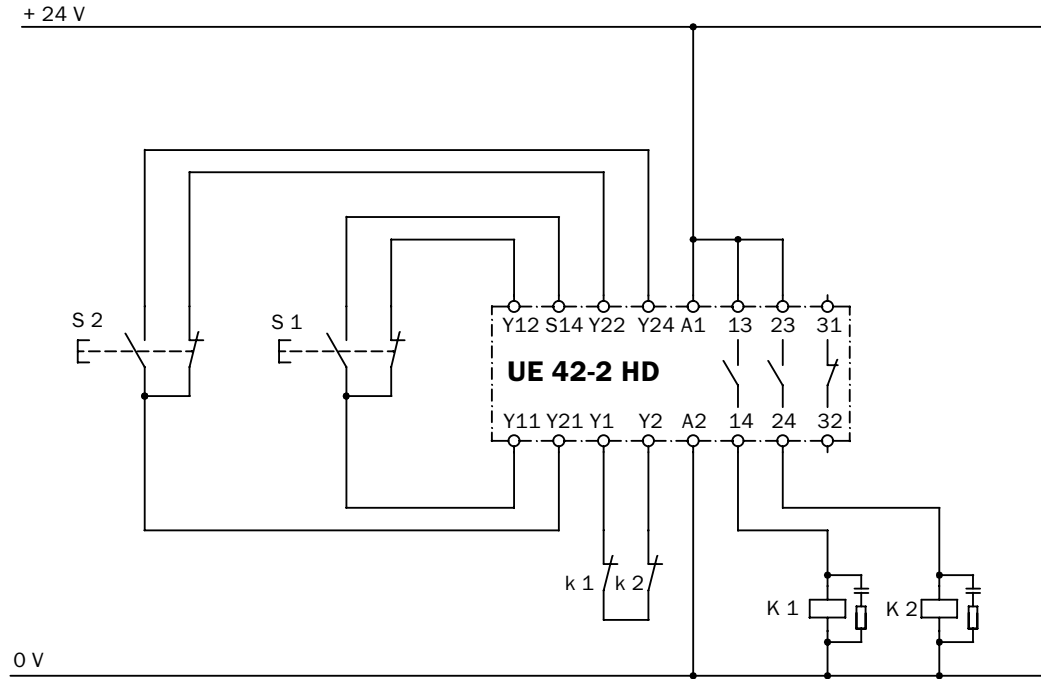 + 24 V
S 2
S 1
Y12 S14 Y22 Y24 A1 13 23 31
UE 42-2 HD
Y11 Y21 Y1 Y2 A2 14 24 32
k 1 k 2
K 1 K 2
0 V